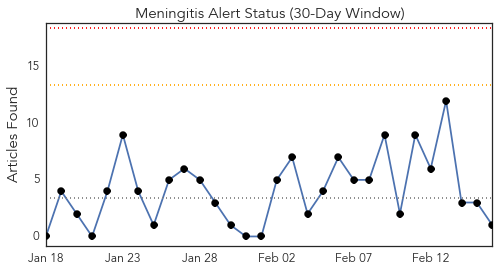 Meningitis Alert Status (30-Day Window)
Articles Found
15
10
5
0
Jan 18 Jan 23 Jan 28 Feb 02 Feb 07 Feb 12